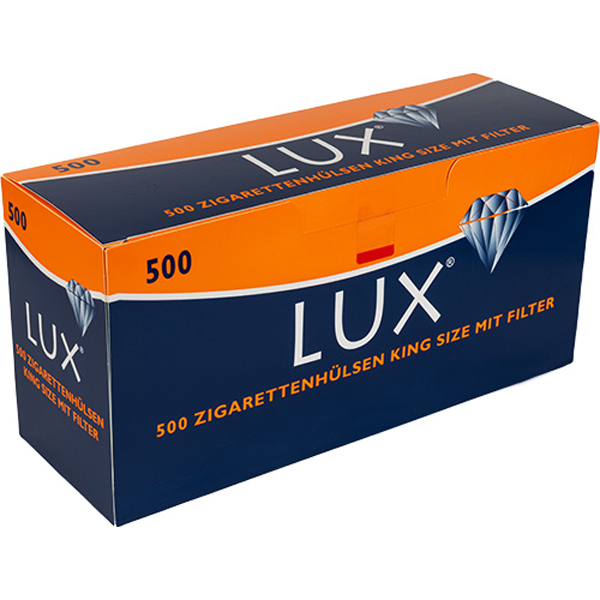 500
LUX
500 ZIGARETTENHÜLSEN KING SIZE MIT FILTER
500
LUX
500 ZIGARETTENHÜLSEN
KING SIZE MIT FILTER
500
LUX®
500 ZIGARETTENHÜLSEN KING SIZE MIT FILTER